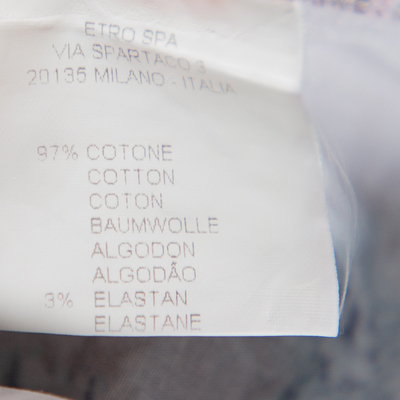 ETRO SPA
VIA SPARTACO 3
20135 MILANO - ITALIA
97% COTONE
COTTON
COTON
BAUMWOLLE
ALGODON
ALGODÃO
3% ELASTAN
ELASTANE